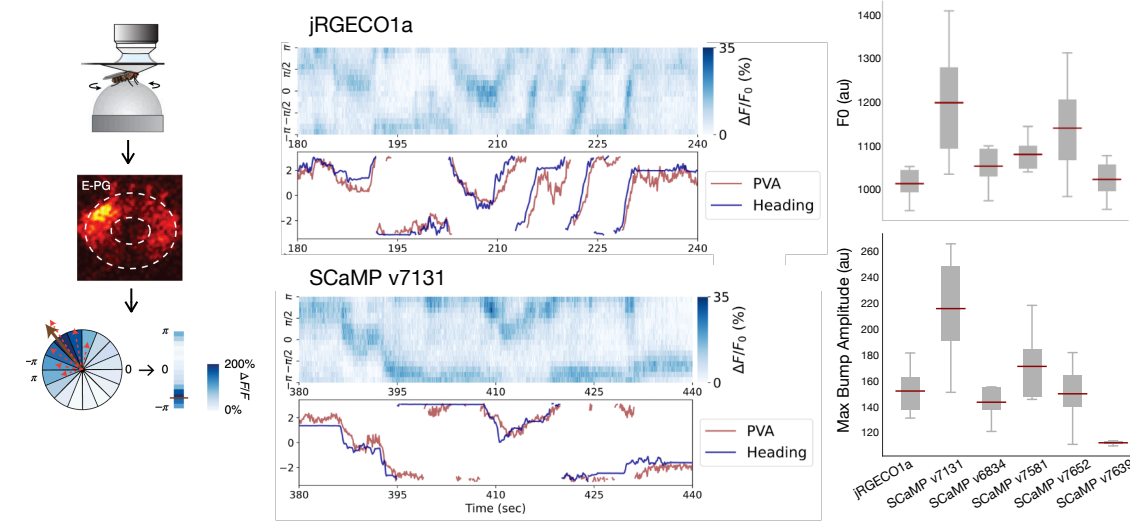 E-PG
−π
π
0
0
π
−π
200%
0%
ΔF/F
jRGECO1a
π
π/2
0
−π/2
−π
180
195
210
225
240
35
0
ΔF/F0 (%)
2
0
−2
180
195
210
225
240
PVA
Heading
SCaMP v7131
π
π/2
0
−π/2
−π
380
395
410
425
440
35
0
ΔF/F0 (%)
2
0
−2
380
395
410
425
440
Time (sec)
PVA
Heading
1400
1300
1200
1100
1000
F0 (au)
260
240
220
200
180
160
140
120
Max Bump Amplitude (au)
jRGECO1a
SCaMP v7131
SCaMP v6834
SCaMP v7581
SCaMP v7652
SCaMP v7639